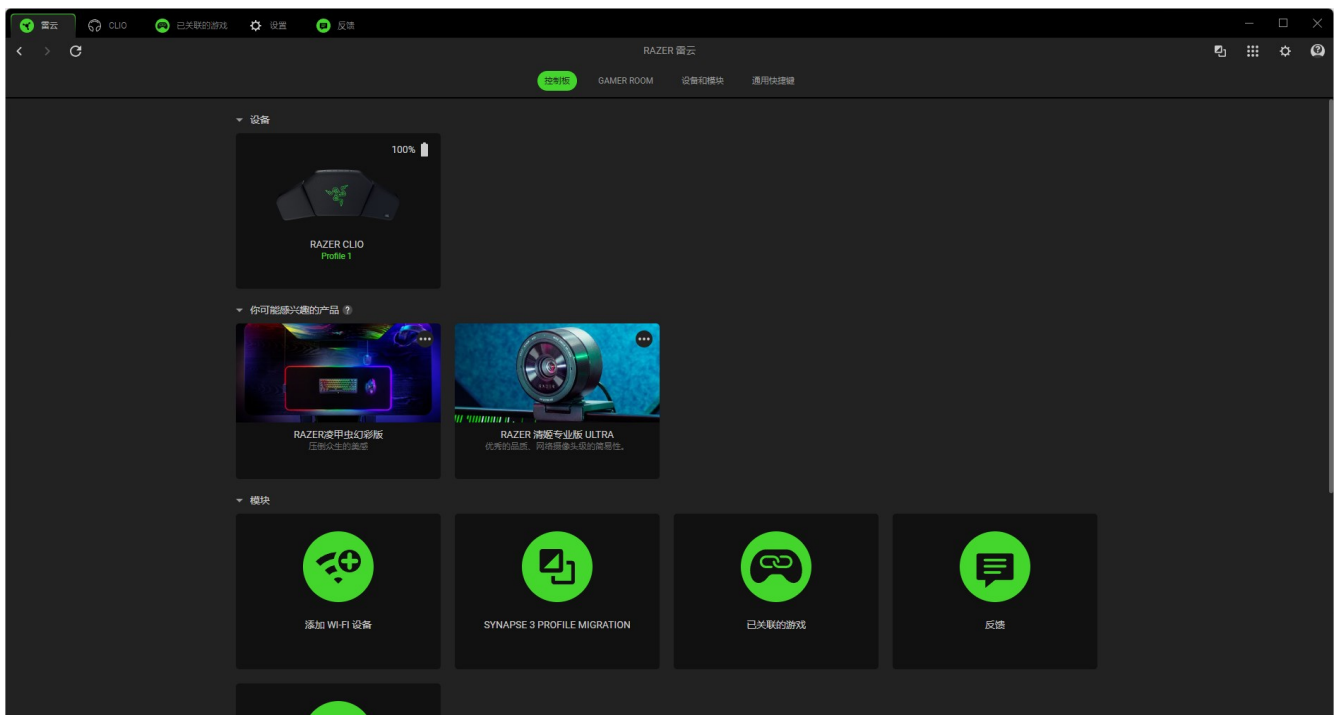 雷云
CLIO
已关联的游戏
设置
反馈
RAZER 雷云
控制板
GAMER ROOM
设备和模块
通用快捷键
设备
100%
RAZER CLIO
Profile 1
你可能感兴趣的产品 ?
RAZER凌甲虫幻彩版
压倒众生的美感
RAZER 清姬专业版 ULTRA
优秀的品质，网络摄像头级的简易性。
模块
添加 WI-FI 设备
SYNAPSE 3 PROFILE MIGRATION
已关联的游戏
反馈